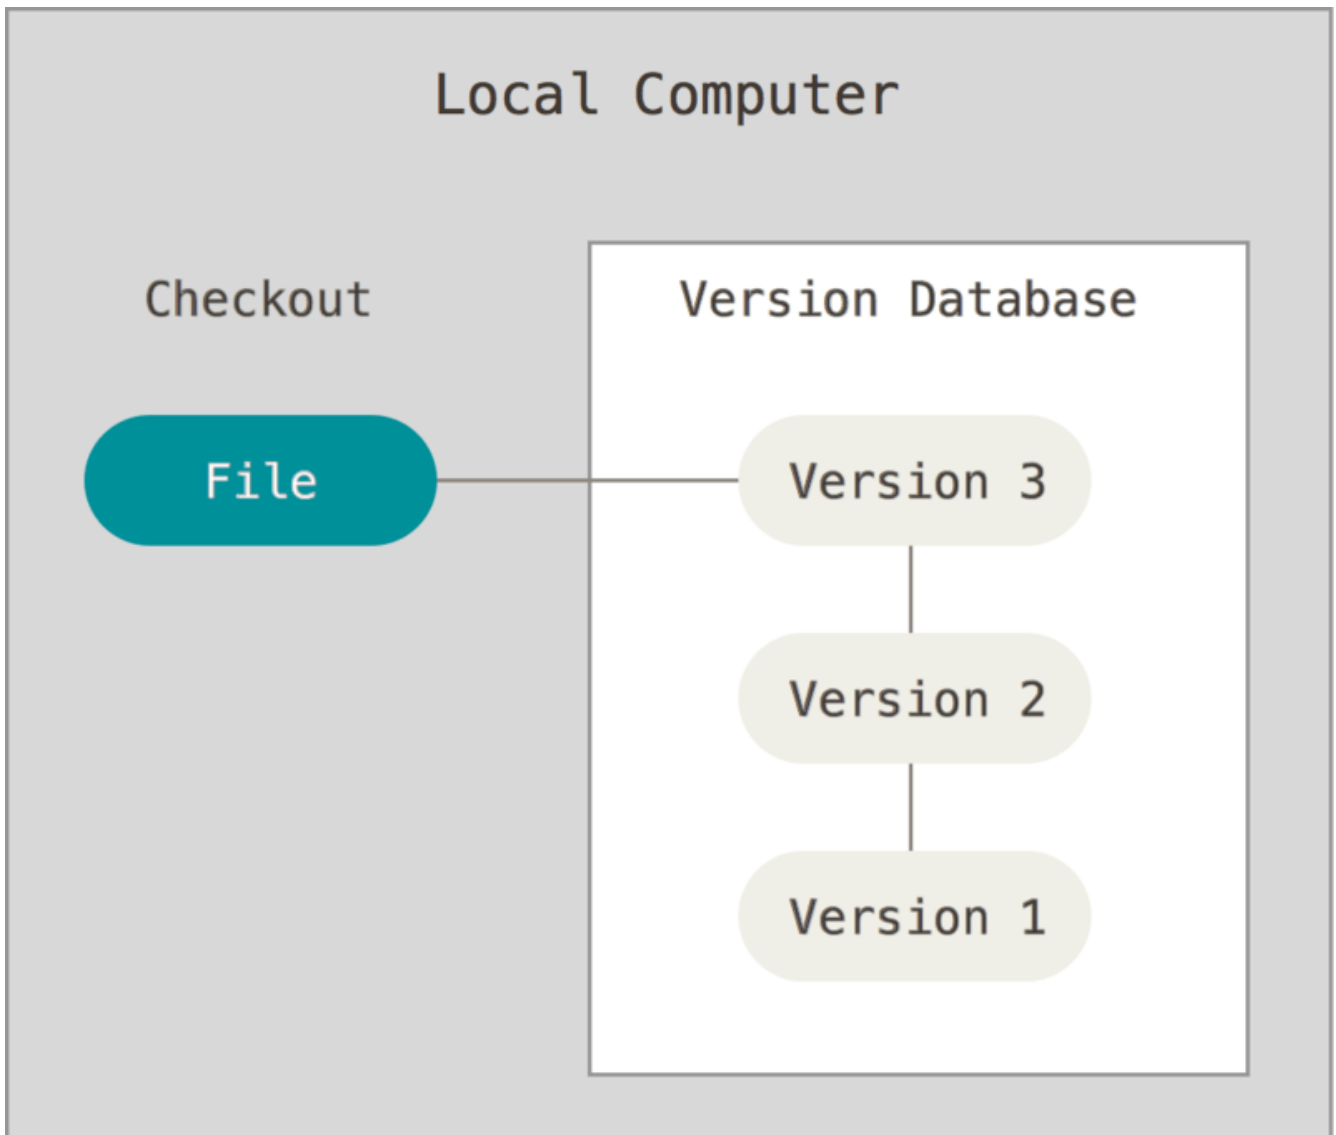 Local Computer
Checkout
Version Database
File
Version 3
Version 2
Version 1